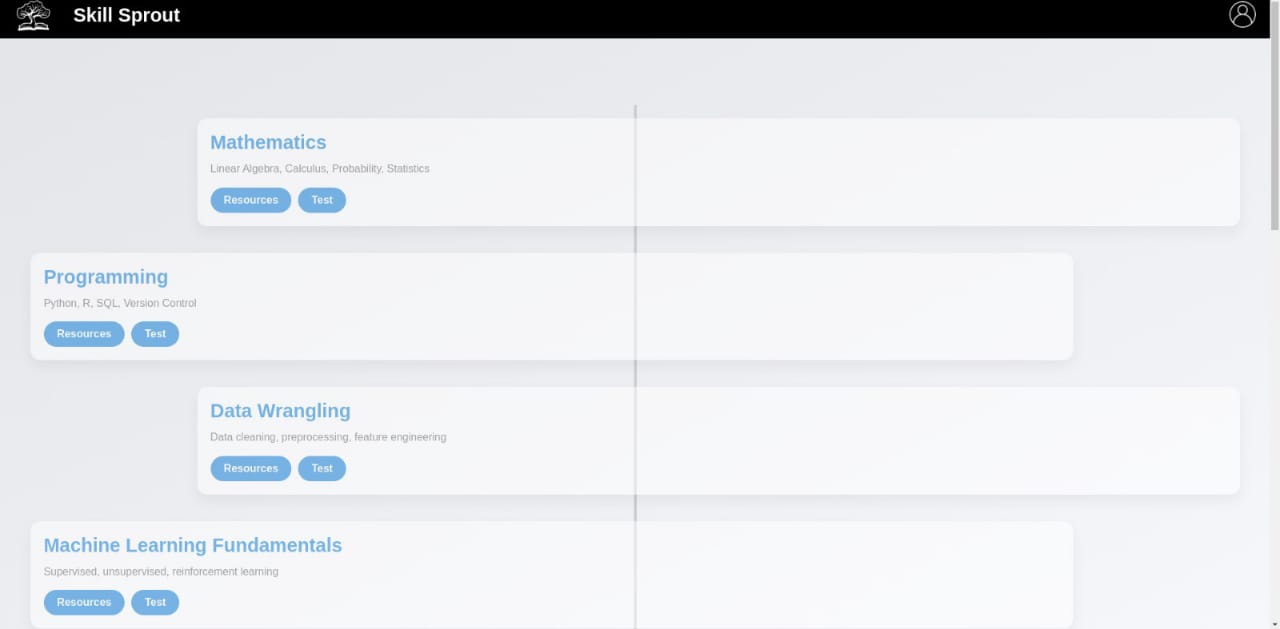 Skill Sprout
Mathematics
Linear Algebra, Calculus, Probability, Statistics
Resources Test
Programming
Python, R, SQL, Version Control
Resources Test
Data Wrangling
Data cleaning, preprocessing, feature engineering
Resources Test
Machine Learning Fundamentals
Supervised, unsupervised, reinforcement learning
Resources Test